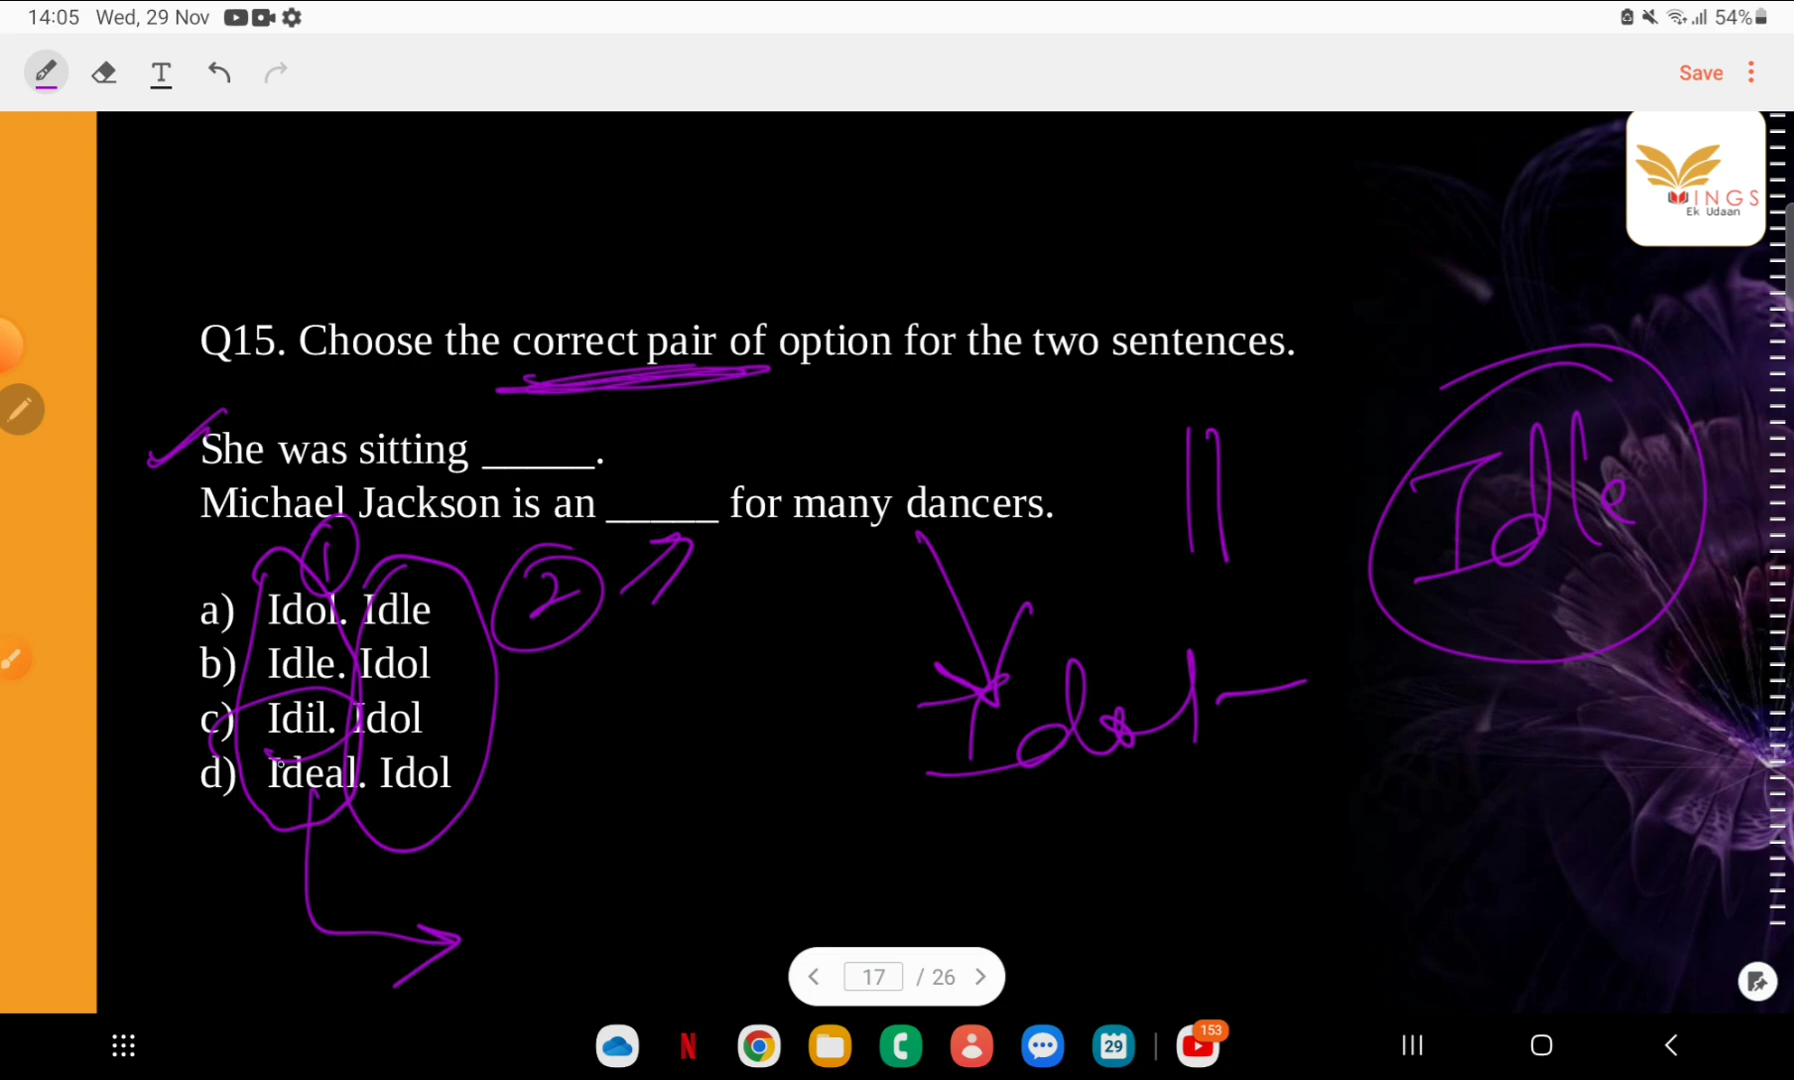 14:05 Wed, 29 Nov
54%
T
Save
INGS
Ek Udaan
Q15. Choose the correct pair of option for the two sentences.
She was sitting _____.
Michael Jackson is an _____ for many dancers.
Idle
1
2
a) Idol. Idle
b) Idle. Idol
c) Idil. Idol
d) Ideal. Idol
Idol
17 / 26
N
29
153